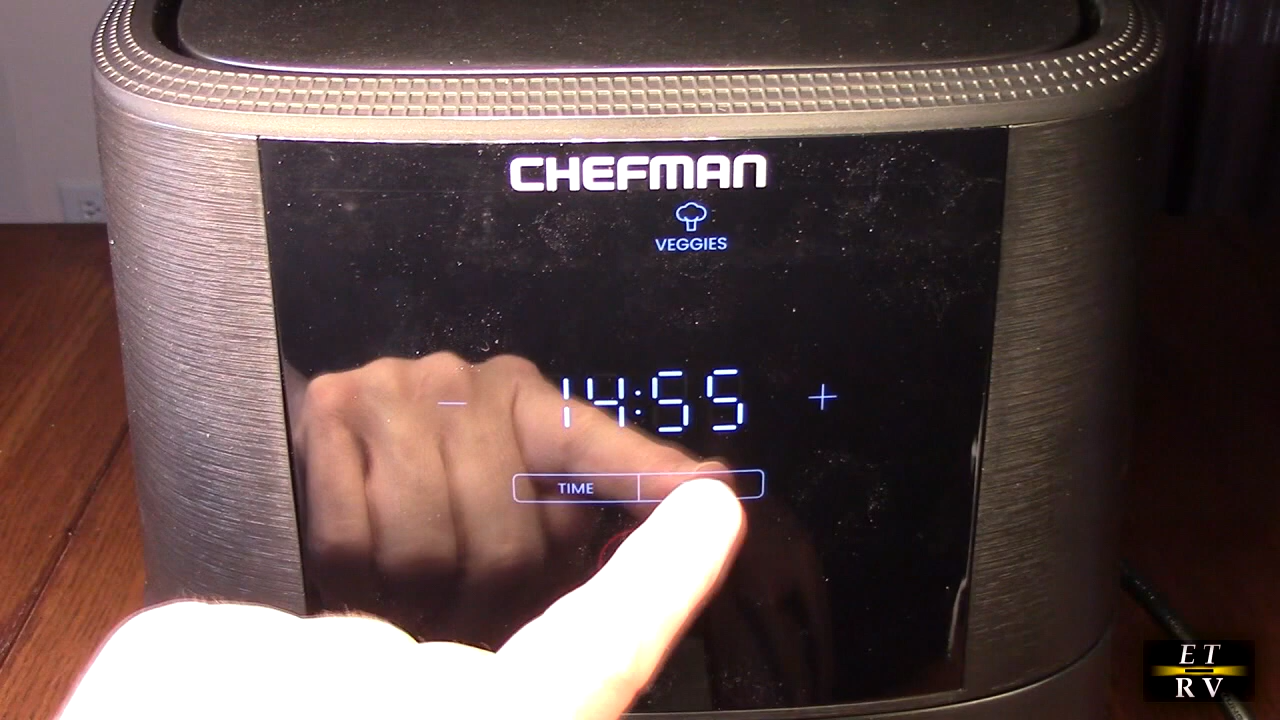 CHEFMAN
VEGGIES
− 14:55 +
TIME
ET
RV